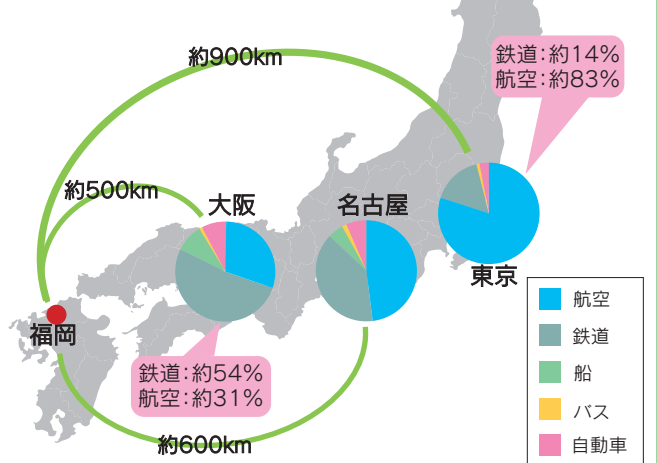 約900km
鉄道:約14%
航空:約83%
約500km
大阪
名古屋
東京
福岡
鉄道:約54%
航空:約31%
約600km
航空
鉄道
船
バス
自動車